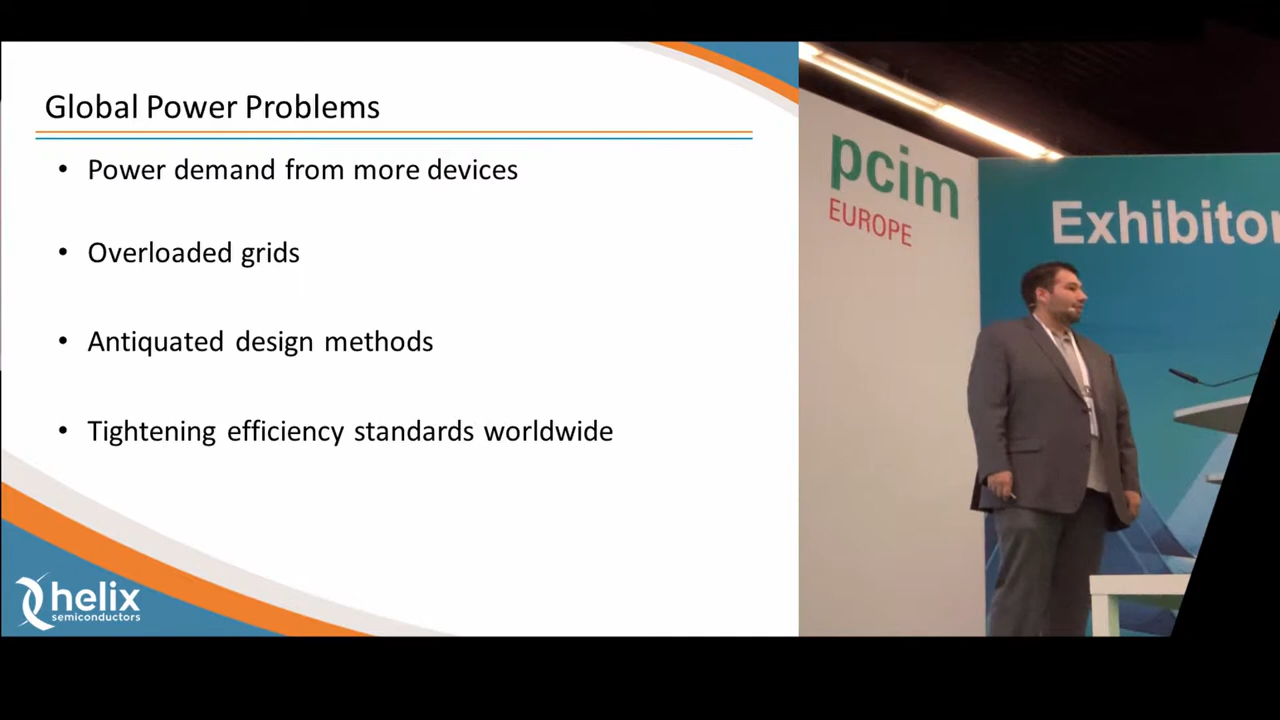 Global Power Problems
• Power demand from more devices
• Overloaded grids
• Antiquated design methods
• Tightening efficiency standards worldwide
helix
semiconductors
pcim
EUROPE
Exhibitor